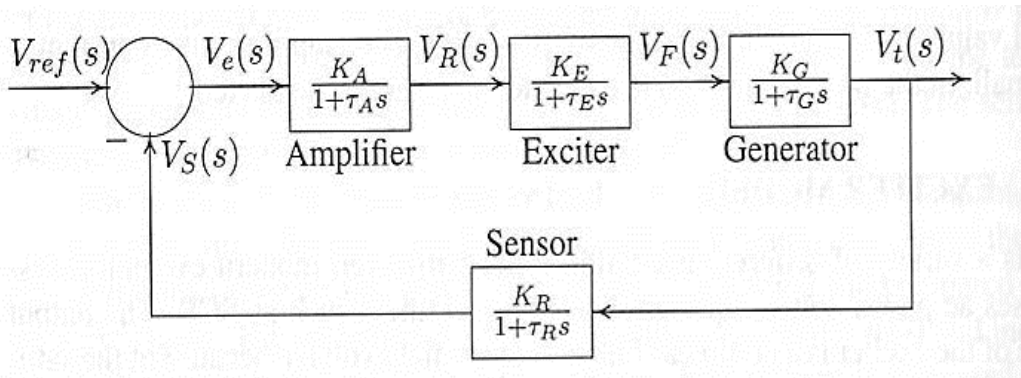 V_ref(s) V_e(s) K_A/(1+τ_A s) V_R(s) K_E/(1+τ_E s) V_F(s) K_G/(1+τ_G s) V_t(s)
− V_S(s) Amplifier Exciter Generator
Sensor
K_R/(1+τ_R s)